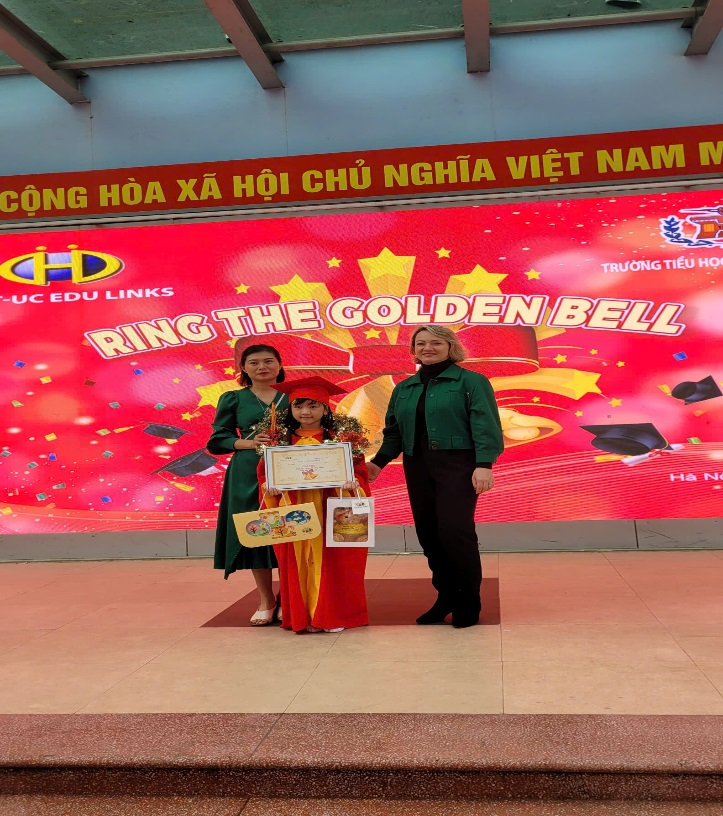 CỘNG HÒA XÃ HỘI CHỦ NGHĨA VIỆT NAM M
T-UC EDU LINKS
TRƯỜNG TIỂU HỌC
RING THE GOLDEN BELL
Hà N